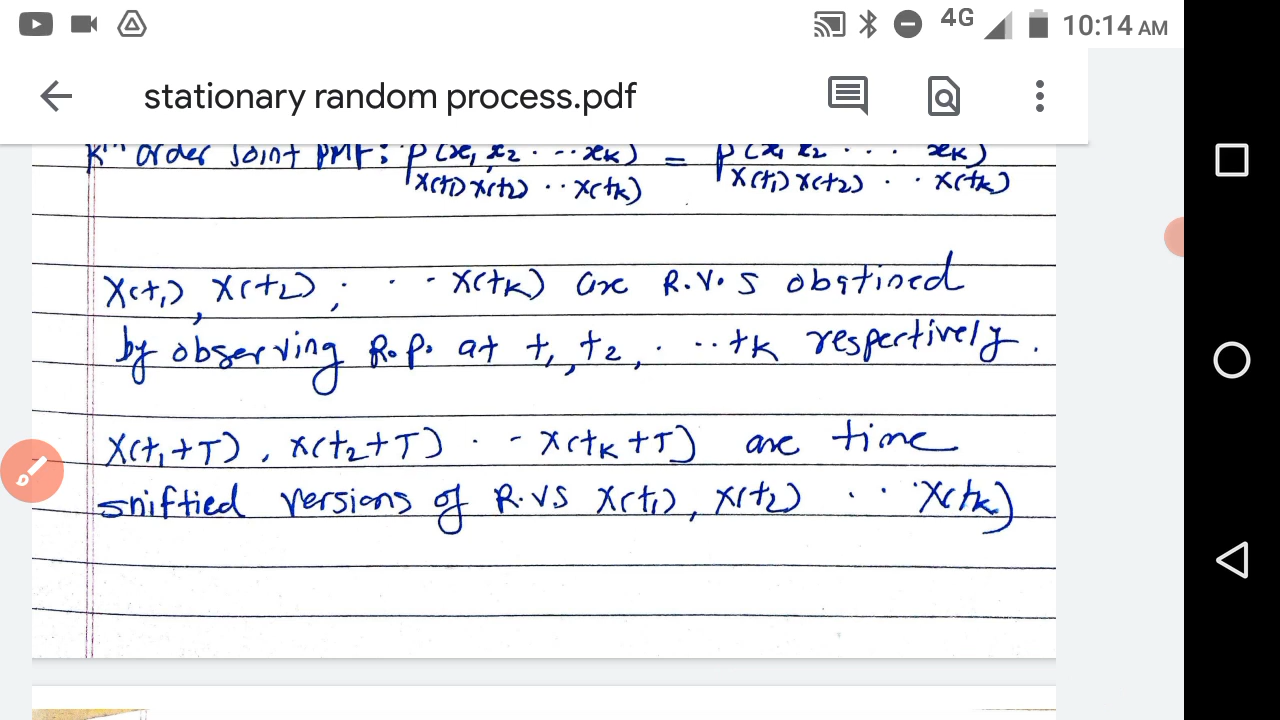 4G 10:14 AM
stationary random process.pdf
Kth order Joint PMF: P(x1, x2 . -- xK) = P(x1 x2 . . . xK)
X(t1) X(t2) .. X(tk) X(t1) X(t2) . . X(tk)
X(t1), X(t2), . . - X(tK) are R.V.S obatined
by observing R.P. at t1, t2, . .. tK respectively.
X(t1+T), X(t2+T) . . - X(tK+T) are time
shiftied versions of R.VS X(t1), X(t2) . . . X(tk)